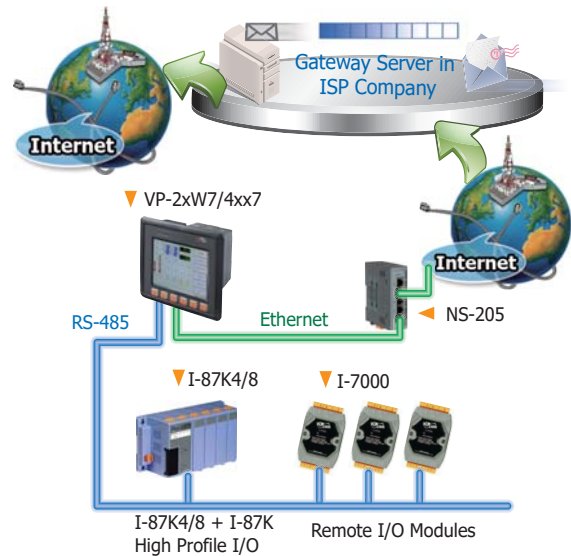 Gateway Server in
ISP Company
Internet
Internet
VP-2xW7/4xx7
NS-205
RS-485
Ethernet
I-87K4/8
I-7000
I-87K4/8 + I-87K
High Profile I/O
Remote I/O Modules